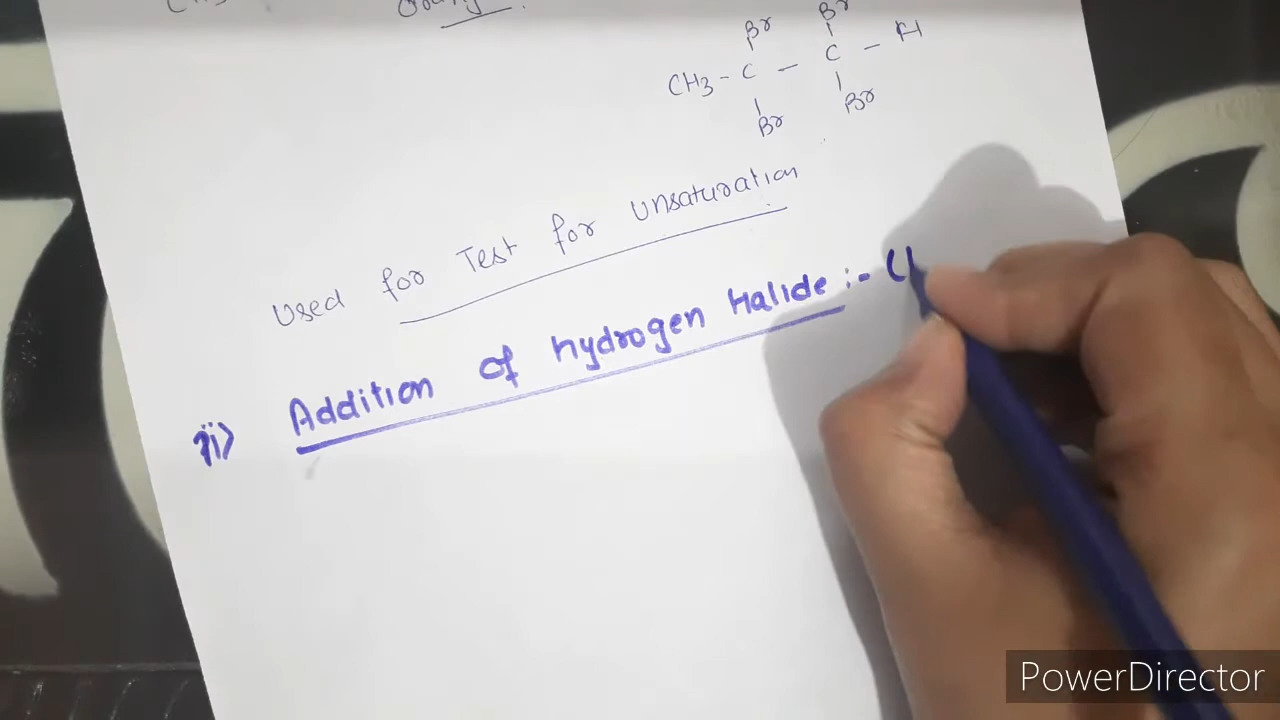 Br Br
CH3 - C - C - H
Br Br
Used for Test for Unsaturation
ii) Addition of hydrogen Halide :- (
PowerDirector